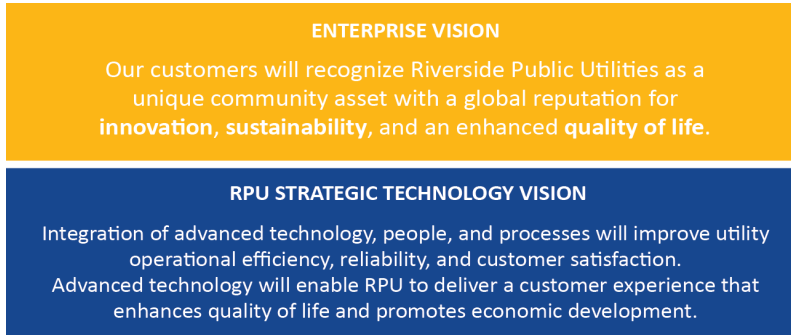 ENTERPRISE VISION
Our customers will recognize Riverside Public Utilities as a
unique community asset with a global reputation for
innovation, sustainability, and an enhanced quality of life.
RPU STRATEGIC TECHNOLOGY VISION
Integration of advanced technology, people, and processes will improve utility
operational efficiency, reliability, and customer satisfaction.
Advanced technology will enable RPU to deliver a customer experience that
enhances quality of life and promotes economic development.